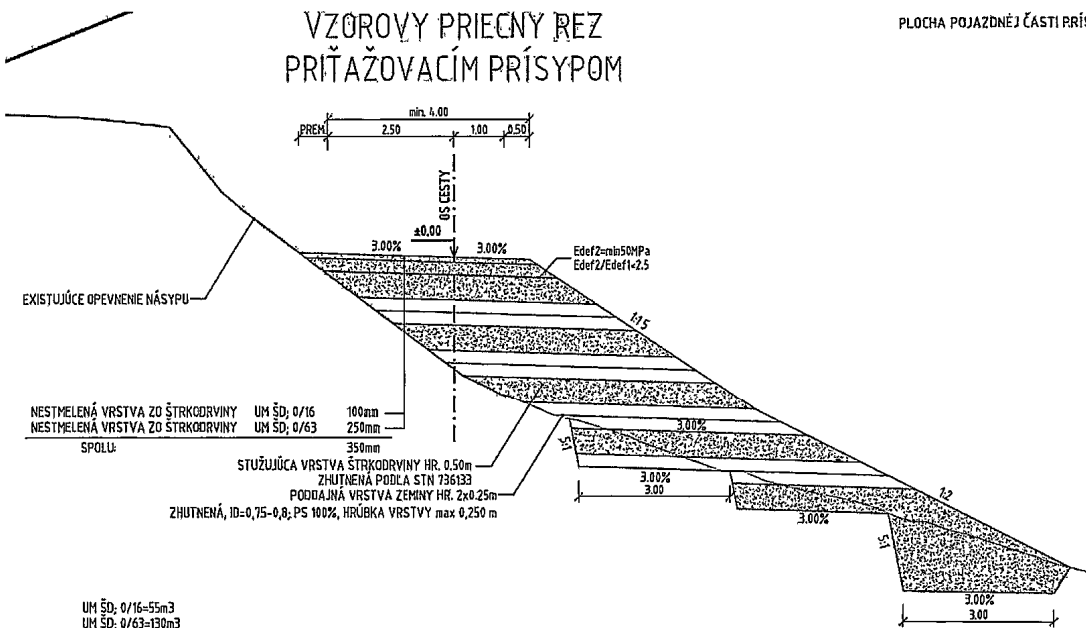 VZOROVÝ PRIEČNY REZ
PRIŤAŽOVACÍM PRÍSYPOM
PLOCHA POJAZDNEJ ČASTI PRÍS
min. 4.00
PREM.
2.50
1.00
0.50
OS CESTY
±0,00
3.00%
3.00%
Edef2=min50MPa
Edef2/Edef1<2.5
EXISTUJÚCE OPEVNENIE NÁSYPU
1:1.5
NESTMELENÁ VRSTVA ZO ŠTRKODRVINY UM ŠD; 0/16 100mm
NESTMELENÁ VRSTVA ZO ŠTRKODRVINY UM ŠD; 0/63 250mm
SPOLU: 350mm
3.00%
5:1
STUŽUJÚCA VRSTVA ŠTRKODRVINY HR. 0,50m
ZHUTNENÁ PODĽA STN 736133
PODDAJNÁ VRSTVA ZEMINY HR. 2x0.25m
ZHUTNENÁ, ID=0,75-0,8; PS 100%, HRÚBKA VRSTVY max 0,250 m
3.00%
3.00
1:2
3.00%
5:1
3.00%
3.00
UM ŠD; 0/16=55m3
UM ŠD; 0/63=130m3